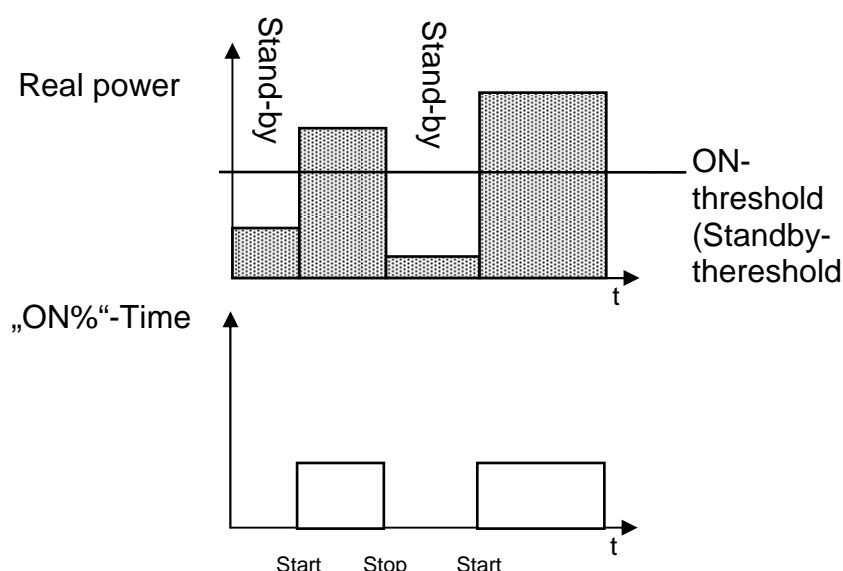 Stand-by
Stand-by
Real power
ON-
threshold
(Standby-
thereshold
t
„ON%“-Time
t
Start
Stop
Start